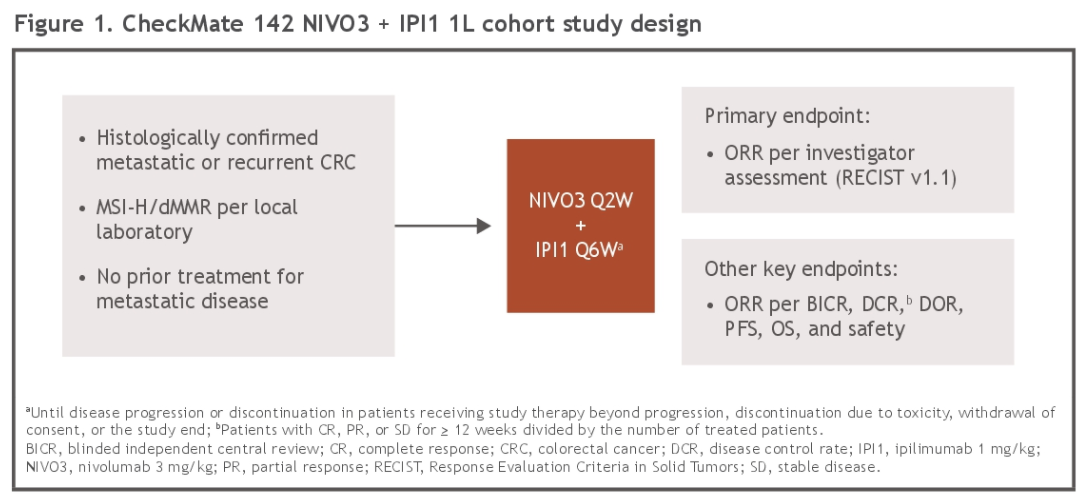 Figure 1. CheckMate 142 NIVO3 + IPI1 1L cohort study design
• Histologically confirmed
metastatic or recurrent CRC
• MSI-H/dMMR per local
laboratory
• No prior treatment for
metastatic disease
NIVO3 Q2W
+
IPI1 Q6Wᵃ
Primary endpoint:
• ORR per investigator
assessment (RECIST v1.1)
Other key endpoints:
• ORR per BICR, DCR,ᵇ DOR,
PFS, OS, and safety
ᵃUntil disease progression or discontinuation in patients receiving study therapy beyond progression, discontinuation due to toxicity, withdrawal of
consent, or the study end; ᵇPatients with CR, PR, or SD for ≥ 12 weeks divided by the number of treated patients.
BICR, blinded independent central review; CR, complete response; CRC, colorectal cancer; DCR, disease control rate; IPI1, ipilimumab 1 mg/kg;
NIVO3, nivolumab 3 mg/kg; PR, partial response; RECIST, Response Evaluation Criteria in Solid Tumors; SD, stable disease.